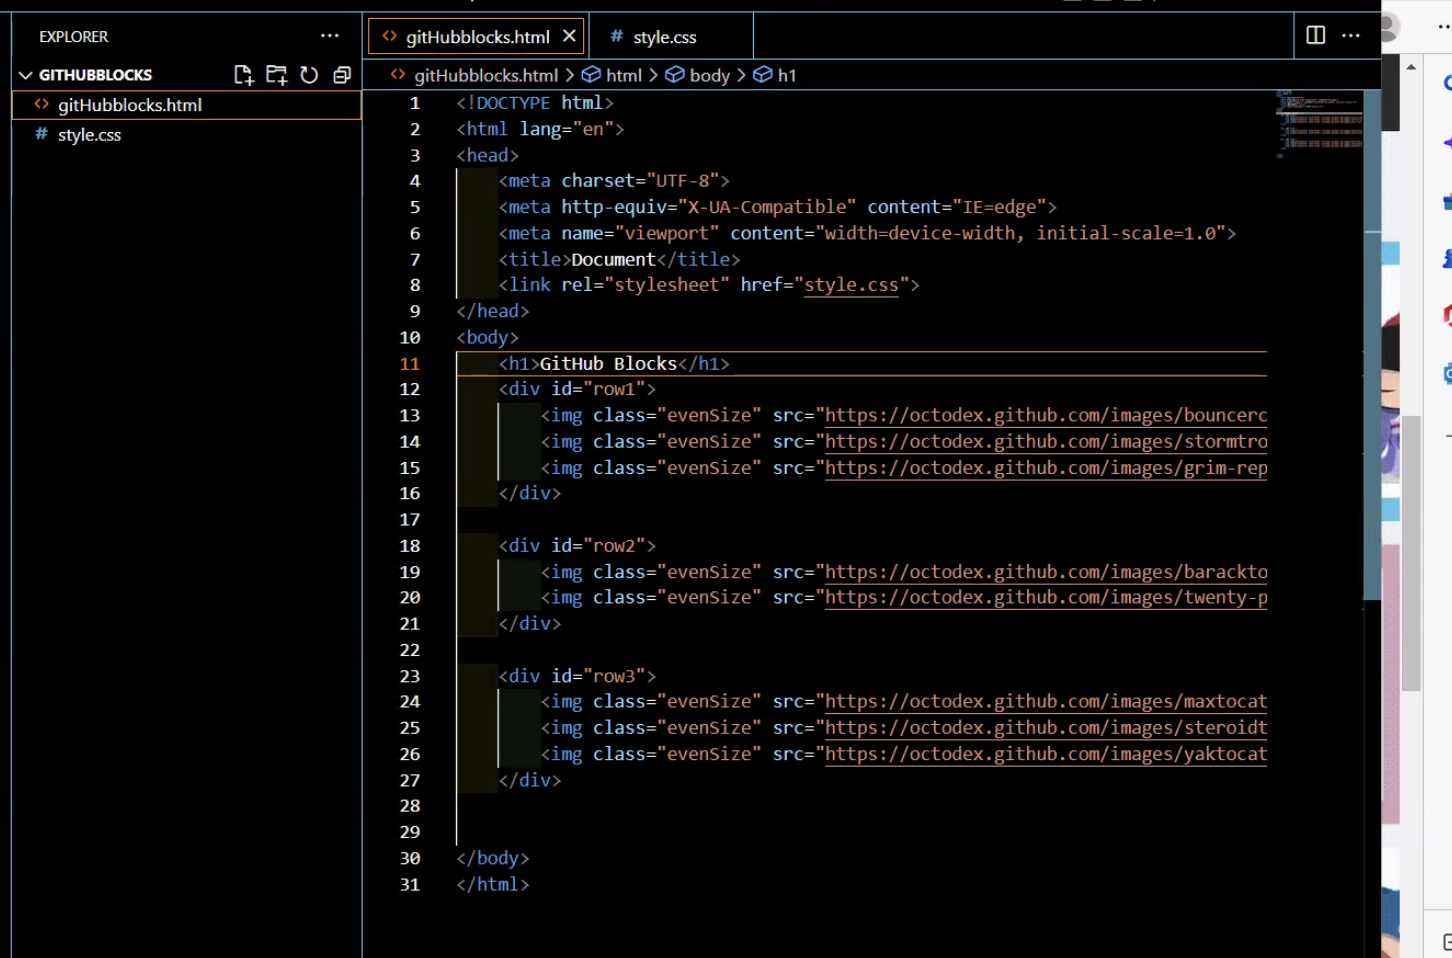 EXPLORER
GITHUBBLOCKS
gitHubblocks.html
style.css
gitHubblocks.html
style.css
gitHubblocks.html > html > body > h1
1 <!DOCTYPE html>
2 <html lang="en">
3 <head>
4 <meta charset="UTF-8">
5 <meta http-equiv="X-UA-Compatible" content="IE=edge">
6 <meta name="viewport" content="width=device-width, initial-scale=1.0">
7 <title>Document</title>
8 <link rel="stylesheet" href="style.css">
9 </head>
10 <body>
11 <h1>GitHub Blocks</h1>
12 <div id="row1">
13 <img class="evenSize" src="https://octodex.github.com/images/bouncerc
14 <img class="evenSize" src="https://octodex.github.com/images/stormtro
15 <img class="evenSize" src="https://octodex.github.com/images/grim-rep
16 </div>
17
18 <div id="row2">
19 <img class="evenSize" src="https://octodex.github.com/images/barackto
20 <img class="evenSize" src="https://octodex.github.com/images/twenty-p
21 </div>
22
23 <div id="row3">
24 <img class="evenSize" src="https://octodex.github.com/images/maxtocat
25 <img class="evenSize" src="https://octodex.github.com/images/steroidt
26 <img class="evenSize" src="https://octodex.github.com/images/yaktocat
27 </div>
28
29
30 </body>
31 </html>